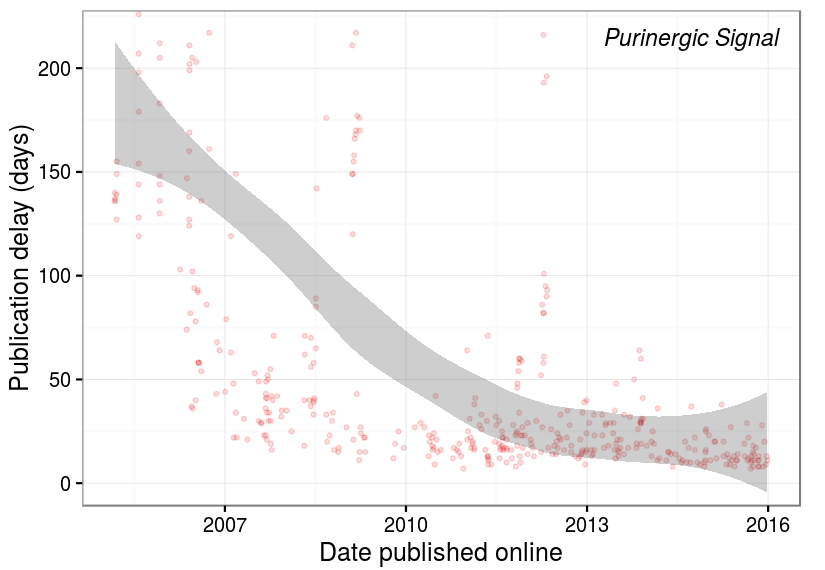 Purinergic Signal
Publication delay (days)
200
150
100
50
0
2007 2010 2013 2016
Date published online